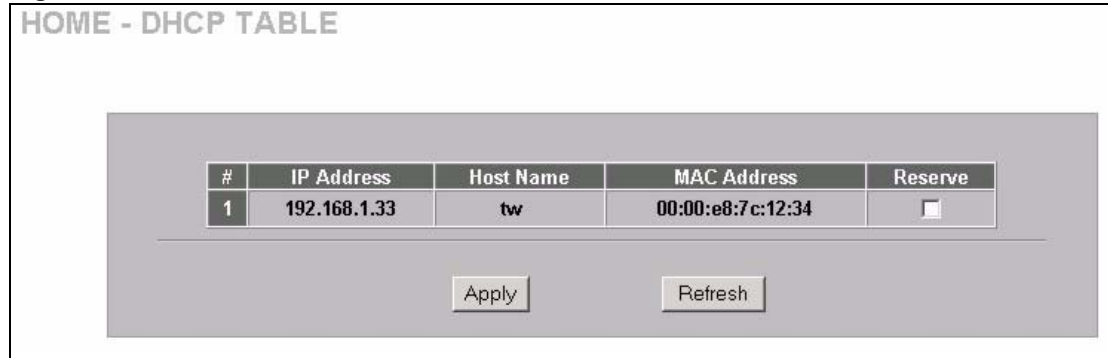 HOME - DHCP TABLE
# IP Address Host Name MAC Address Reserve
1 192.168.1.33 tw 00:00:e8:7c:12:34
Apply Refresh